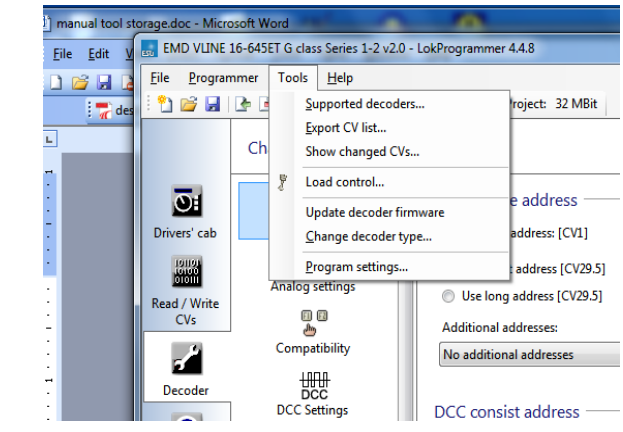 manual tool storage.doc - Microsoft Word
File Edit V
des
EMD VLINE 16-645ET G class Series 1-2 v2.0 - LokProgrammer 4.4.8
File Programmer Tools Help
Project: 32 MBit
Supported decoders...
Export CV list...
Show changed CVs...
Load control...
Update decoder firmware
Change decoder type...
Program settings...
Ch
Drivers' cab
Read / Write
CVs
Decoder
Analog settings
Compatibility
DCC
DCC Settings
e address
address: [CV1]
t address [CV29.5]
Use long address [CV29.5]
Additional addresses:
No additional addresses
DCC consist address